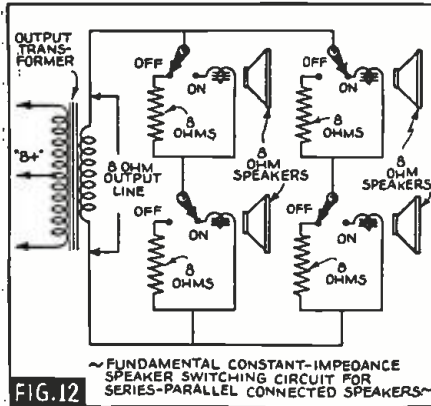 OUTPUT
TRANS-
FORMER
"B+"
8 OHM
OUTPUT
LINE
OFF
ON
8
OHMS
8
OHM
SPEAKERS
OFF
ON
8
OHMS
OFF
ON
8
OHMS
8
OHM
SPEAKERS
OFF
ON
8
OHMS
~FUNDAMENTAL CONSTANT-IMPEDANCE
SPEAKER SWITCHING CIRCUIT FOR
SERIES-PARALLEL CONNECTED SPEAKERS~
FIG.12